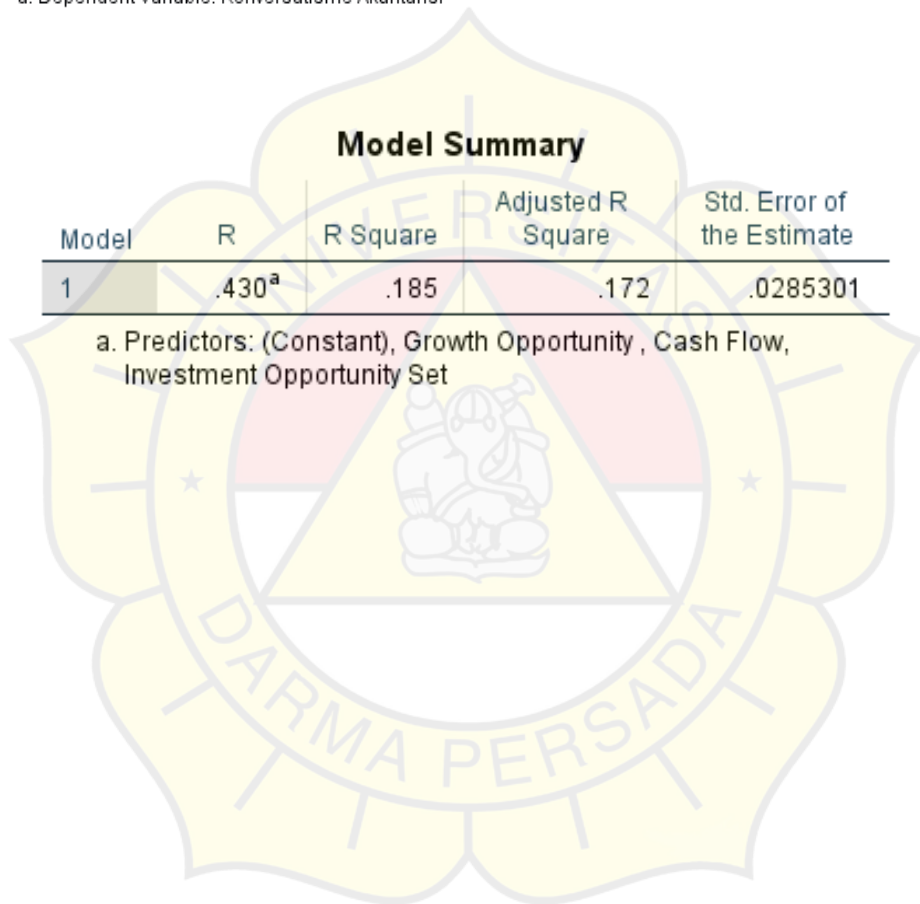 a. Dependent Variable: Konversatisme Akuntansi
Model Summary
Model R R Square Adjusted R Square Std. Error of the Estimate
1 .430a .185 .172 .0285301
a. Predictors: (Constant), Growth Opportunity , Cash Flow,
Investment Opportunity Set
UNIVERSITAS
DARMA PERSADA